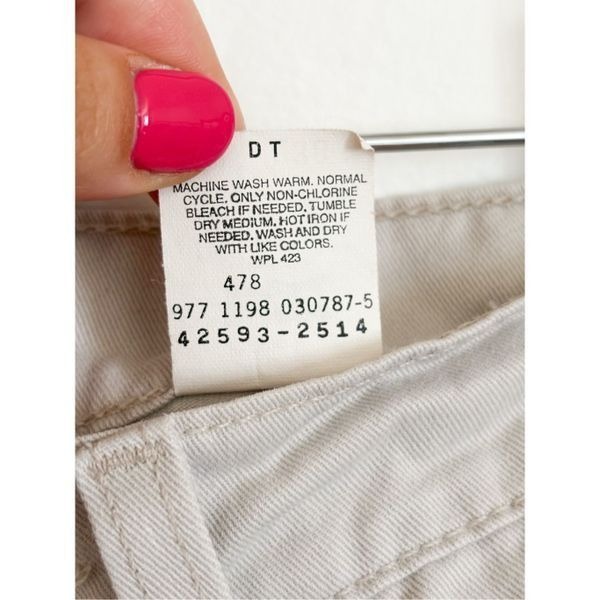 DT
MACHINE WASH WARM. NORMAL
CYCLE. ONLY NON-CHLORINE
BLEACH IF NEEDED. TUMBLE
DRY MEDIUM. HOT IRON IF
NEEDED. WASH AND DRY
WITH LIKE COLORS.
WPL 423
478
977 1198 030787-5
42593-2514